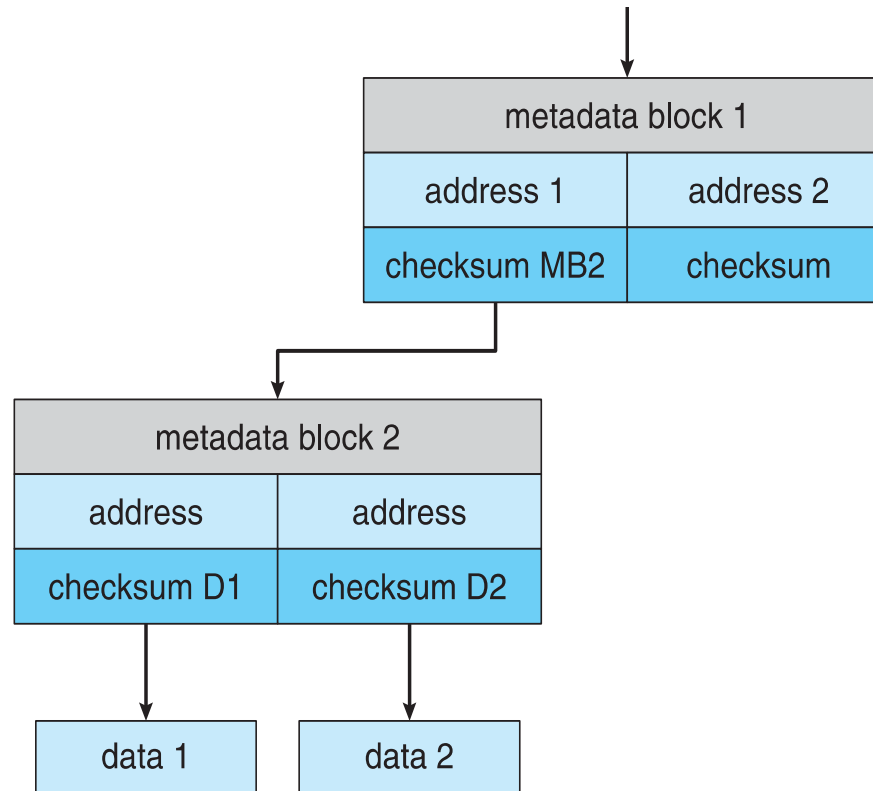 metadata block 1
address 1 address 2
checksum MB2 checksum
metadata block 2
address address
checksum D1 checksum D2
data 1 data 2